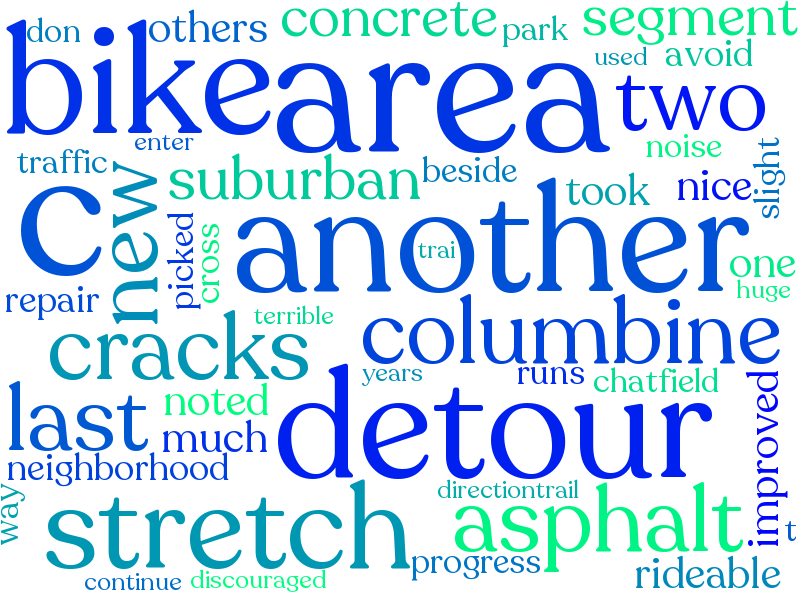 don
others
concrete
park
segment
bike
area
used
avoid
two
enter
noise
traffic
suburban
beside
slight
c
new
took
nice
picked
cross
another
trai
one
huge
repair
terrible
cracks
columbine
years
runs
chatfield
improved
last
noted
much
detour
neighborhood
way
stretch
directiontrail
asphalt
t
progress
rideable
continue
discouraged